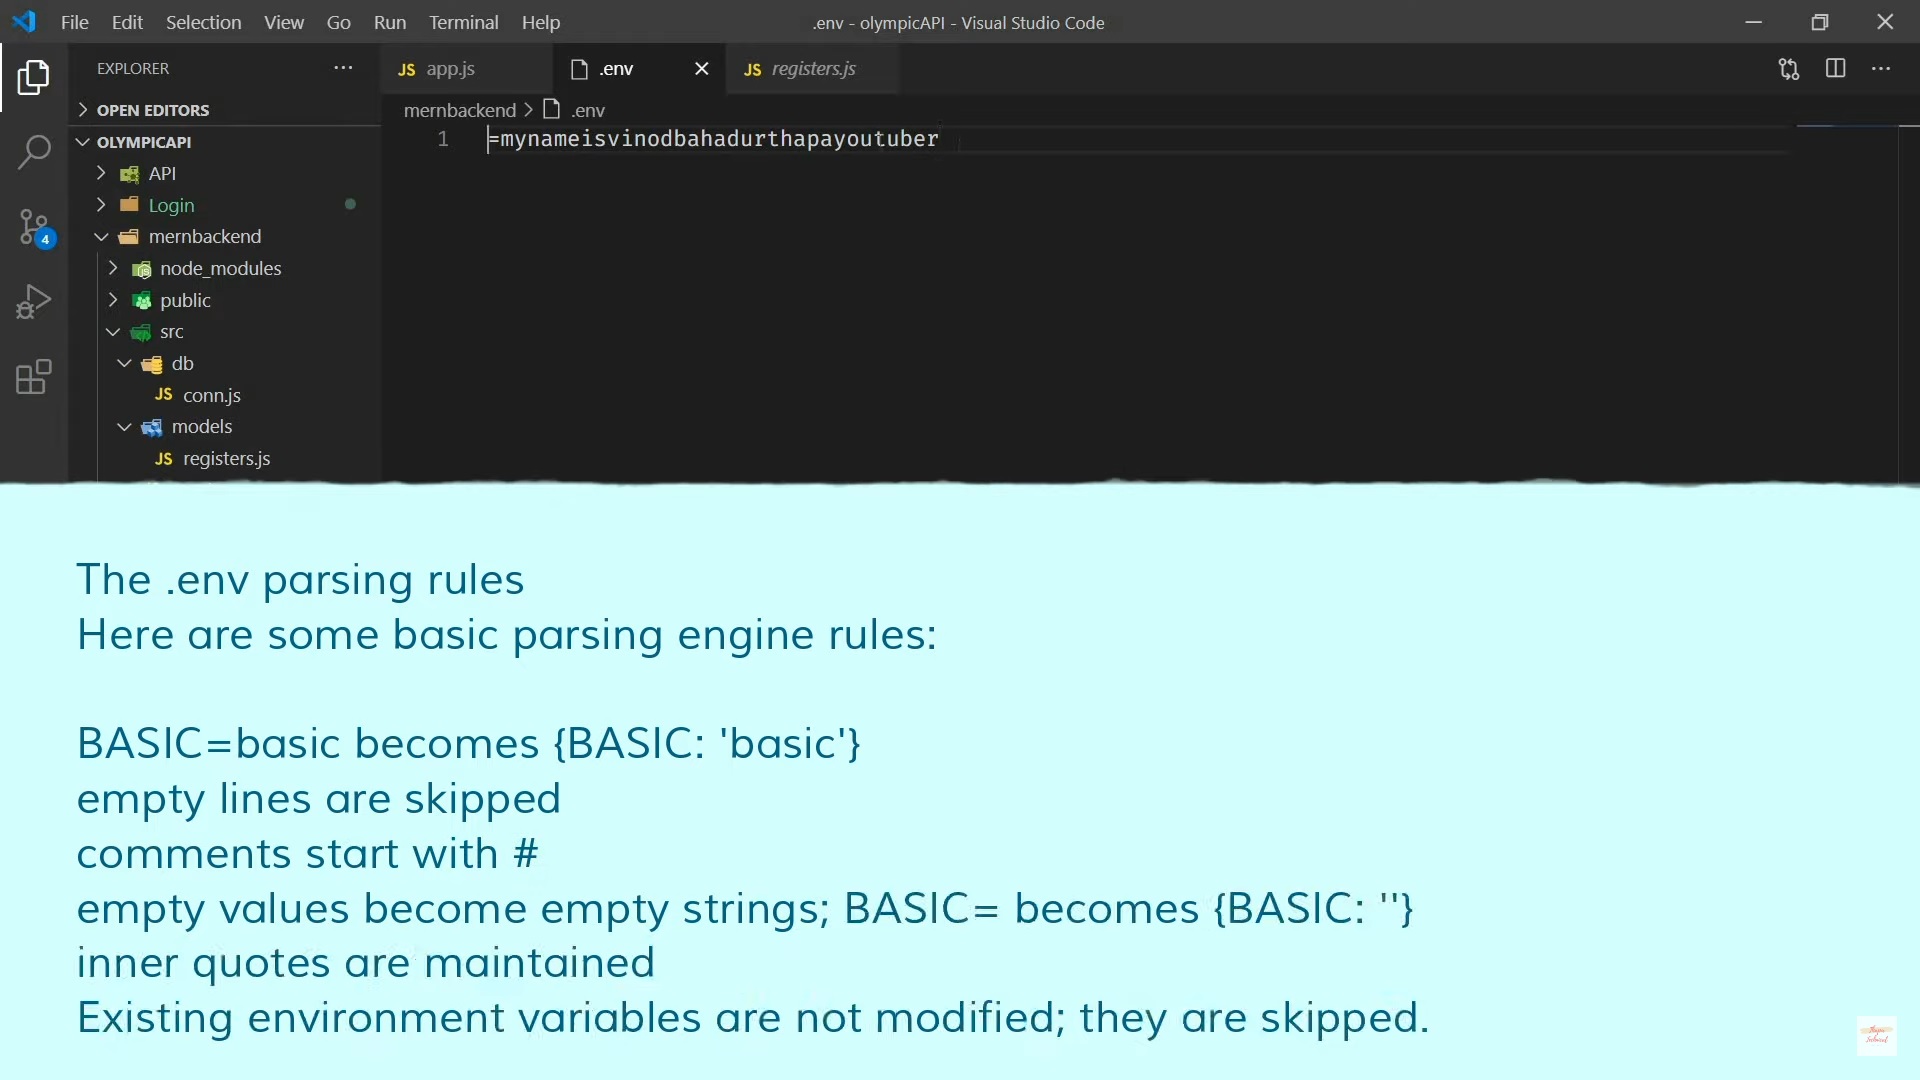 File Edit Selection View Go Run Terminal Help
.env - olympicAPI - Visual Studio Code
EXPLORER
JS app.js
.env
JS registers.js
OPEN EDITORS
mernbackend > .env
OLYMPICAPI
1 =mynameisvinodbahadurthapayoutuber
API
Login
4
mernbackend
node_modules
public
src
db
JS conn.js
models
JS registers.js
The .env parsing rules
Here are some basic parsing engine rules:
BASIC=basic becomes {BASIC: 'basic'}
empty lines are skipped
comments start with #
empty values become empty strings; BASIC= becomes {BASIC: ''}
inner quotes are maintained
Existing environment variables are not modified; they are skipped.